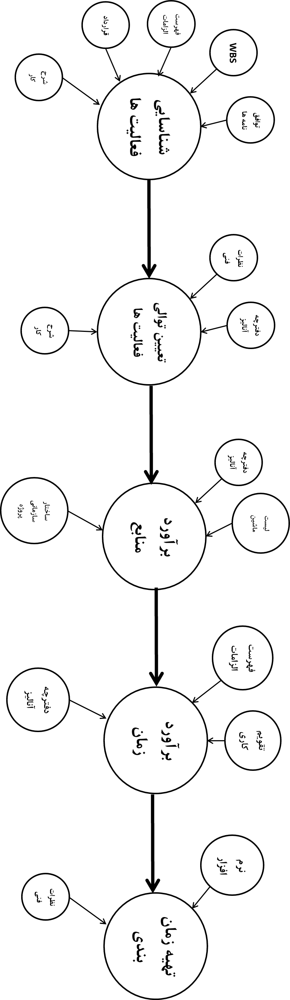 قرارداد
فهرست
الزامات
WBS
شرح
کار
توافق
نامه ها
شناسایی
فعالیت ها
نظرات
فنی
دفترچه
آنالیز
شرح
کار
تعیین توالی
فعالیت ها
دفترچه
آنالیز
لیست
ماشین
ساختار
سازمانی
پروژه
برآورد
منابع
فهرست
الزامات
دفترچه
آنالیز
تقویم
کاری
برآورد
زمان
نرم
افزار
نظرات
فنی
تهیه زمان
بندی